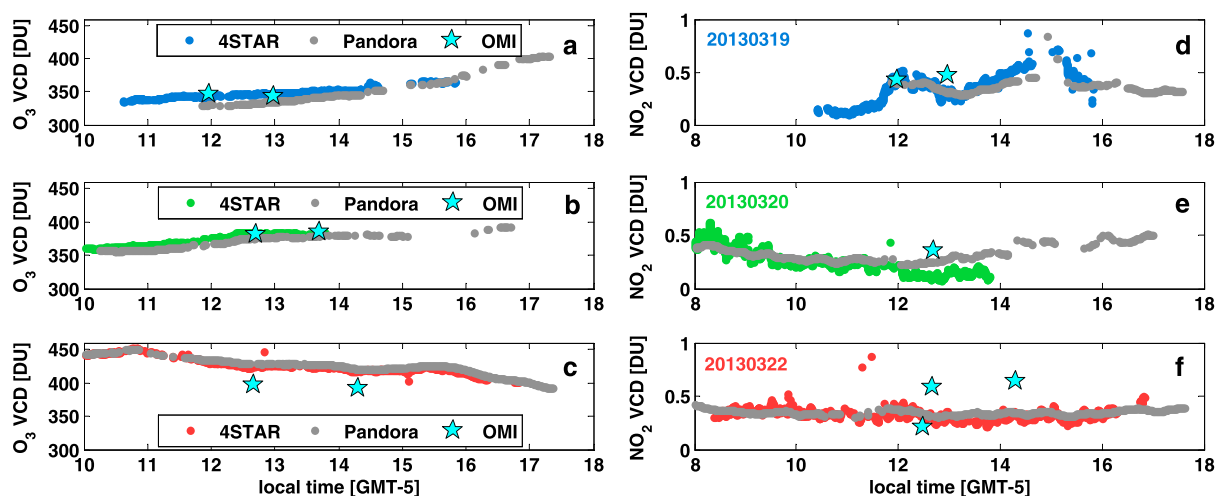 O3 VCD [DU]
450
400
350
300
4STAR Pandora OMI
a
10 11 12 13 14 15 16 17 18
NO2 VCD [DU]
1
0.5
0
20130319
d
8 10 12 14 16 18
O3 VCD [DU]
450
400
350
300
4STAR Pandora OMI
b
10 11 12 13 14 15 16 17 18
NO2 VCD [DU]
1
0.5
0
20130320
e
8 10 12 14 16 18
O3 VCD [DU]
450
400
350
300
c
4STAR Pandora OMI
10 11 12 13 14 15 16 17 18
local time [GMT-5]
NO2 VCD [DU]
1
0.5
0
20130322
f
8 10 12 14 16 18
local time [GMT-5]